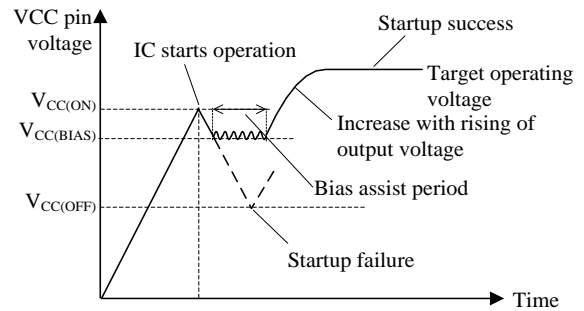 VCC pin
voltage
Startup success
IC starts operation
Target operating
voltage
VCC(ON)
Increase with rising of
output voltage
VCC(BIAS)
Bias assist period
VCC(OFF)
Startup failure
Time